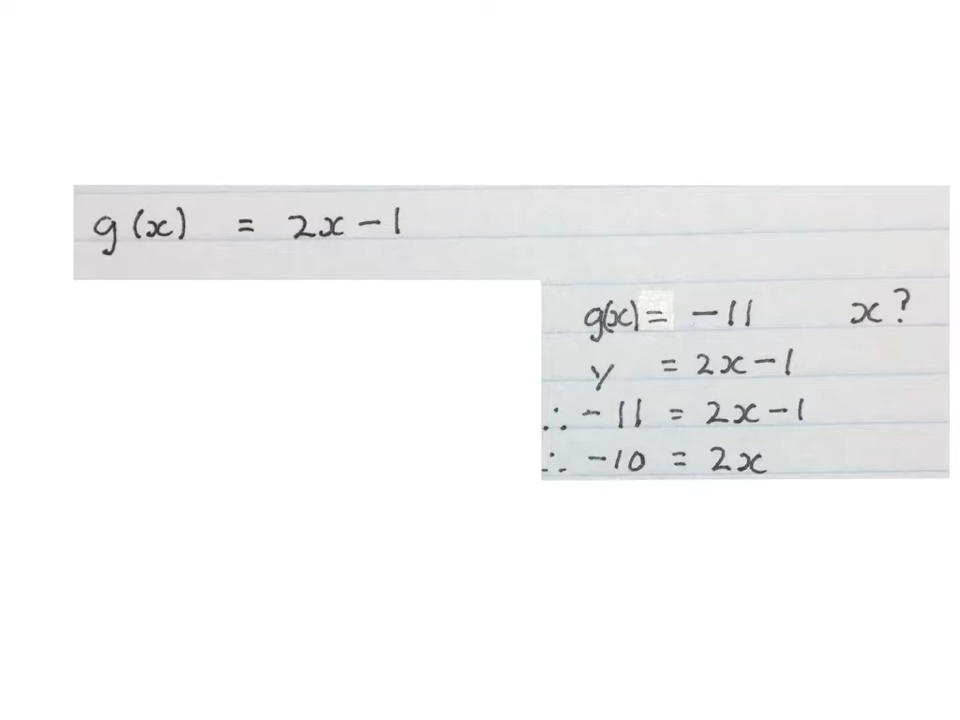 g(x) = 2x - 1
g(x) = -11 x?
y = 2x - 1
∴ -11 = 2x - 1
∴ -10 = 2x